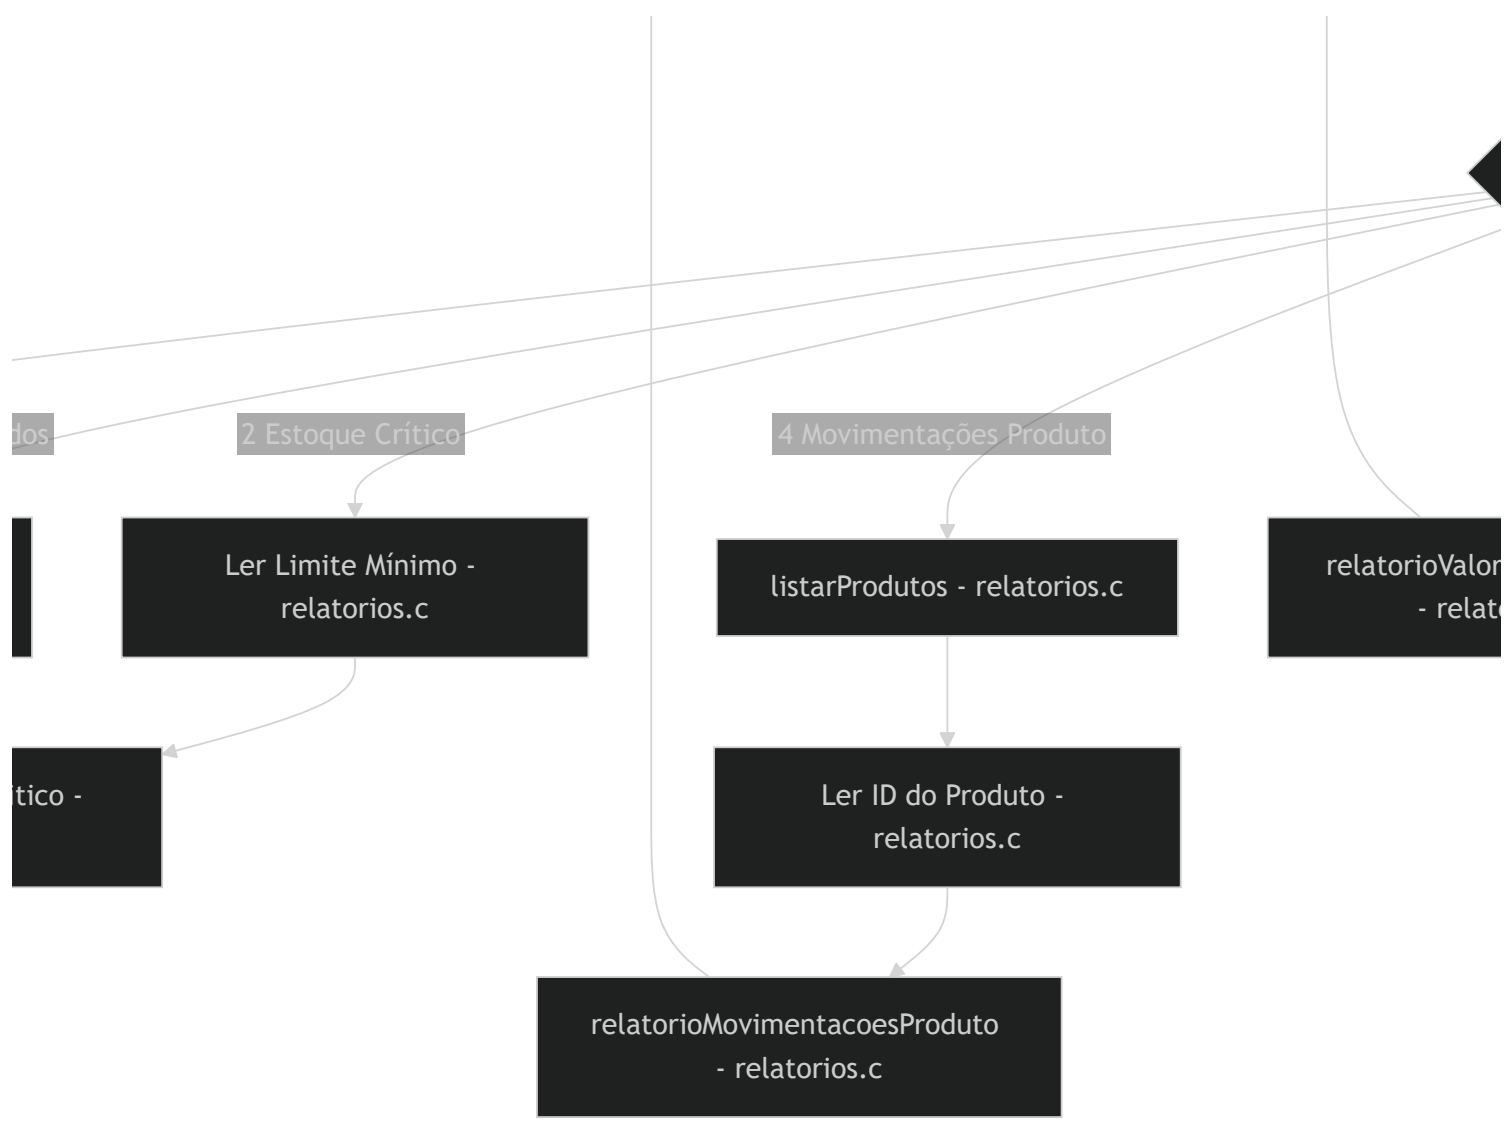 2 Estoque Crítico
4 Movimentações Produto
Ler Limite Mínimo -
relatorios.c
listarProdutos - relatorios.c
Ler ID do Produto -
relatorios.c
relatorioMovimentacoesProduto
- relatorios.c